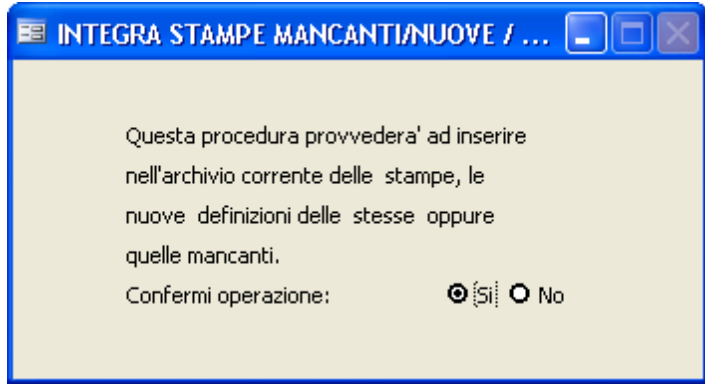 INTEGRA STAMPE MANCANTI/NUOVE / ...
Questa procedura provvedera' ad inserire
nell'archivio corrente delle stampe, le
nuove definizioni delle stesse oppure
quelle mancanti.
Confermi operazione: Si No